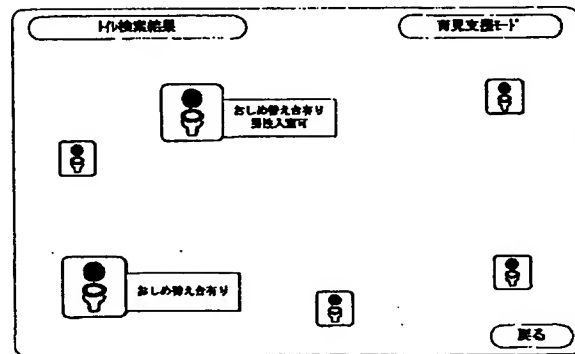 トイレ検索結果
育児支援モード
おしめ替え台有り
男性入室可
おしめ替え台有り
戻る